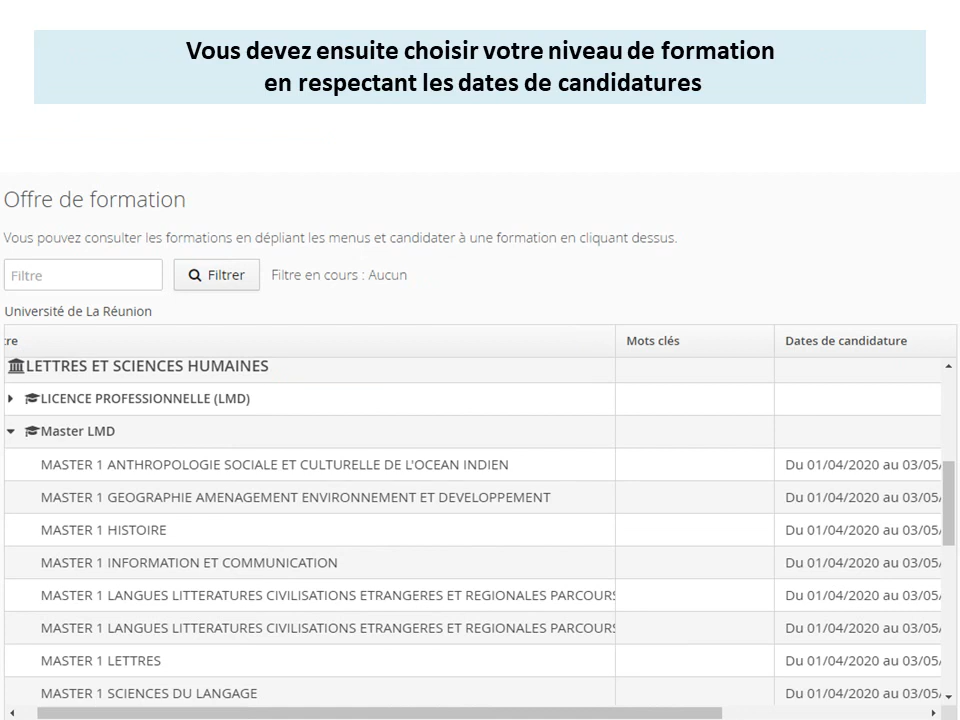 Vous devez ensuite choisir votre niveau de formation
en respectant les dates de candidatures
Offre de formation
Vous pouvez consulter les formations en dépliant les menus et candidater à une formation en cliquant dessus.
Filtre Filtrer Filtre en cours : Aucun
Université de La Réunion
tre Mots clés Dates de candidature
LETTRES ET SCIENCES HUMAINES
LICENCE PROFESSIONNELLE (LMD)
Master LMD
MASTER 1 ANTHROPOLOGIE SOCIALE ET CULTURELLE DE L'OCEAN INDIEN Du 01/04/2020 au 03/05/
MASTER 1 GEOGRAPHIE AMENAGEMENT ENVIRONNEMENT ET DEVELOPPEMENT Du 01/04/2020 au 03/05/
MASTER 1 HISTOIRE Du 01/04/2020 au 03/05/
MASTER 1 INFORMATION ET COMMUNICATION Du 01/04/2020 au 03/05/
MASTER 1 LANGUES LITTERATURES CIVILISATIONS ETRANGERES ET REGIONALES PARCOURS Du 01/04/2020 au 03/05/
MASTER 1 LANGUES LITTERATURES CIVILISATIONS ETRANGERES ET REGIONALES PARCOURS Du 01/04/2020 au 03/05/
MASTER 1 LETTRES Du 01/04/2020 au 03/05/
MASTER 1 SCIENCES DU LANGAGE Du 01/04/2020 au 03/05/